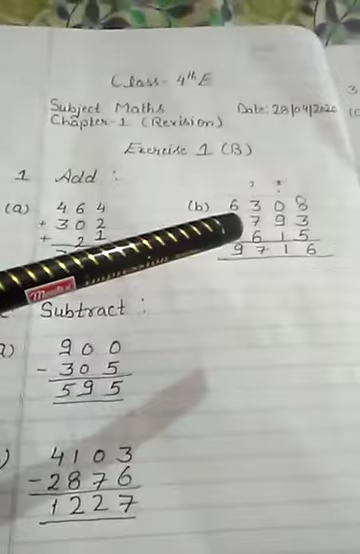 Class- 4th E
Subject Maths Date: 28/04/2020
Chapter-1 (Revision)
Exercise 1 (B)
1 Add :
(a) 4 6 4
+ 3 0 2
+ 2 1
(b) 6 3 0 8
7 9 3
6 1 5
9 7 1 6
Subtract :
9 0 0
- 3 0 5
5 9 5
4 1 0 3
- 2 8 7 6
1 2 2 7